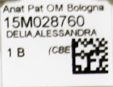 Anat Pat OM Bologna
15M028760
DELIA,ALESSANDRA
1 B (CBE